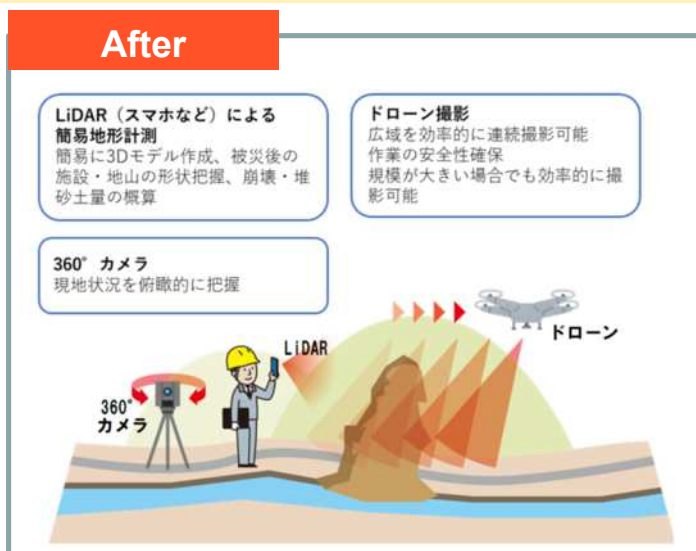 After
LiDAR（スマホなど）による
簡易地形計測
簡易に3Dモデル作成、被災後の
施設・地山の形状把握、崩壊・堆
砂土量の概算
ドローン撮影
広域を効率的に連続撮影可能
作業の安全性確保
規模が大きい場合でも効率的に撮
影可能
360°カメラ
現地状況を俯瞰的に把握
ドローン
LiDAR
360°
カメラ